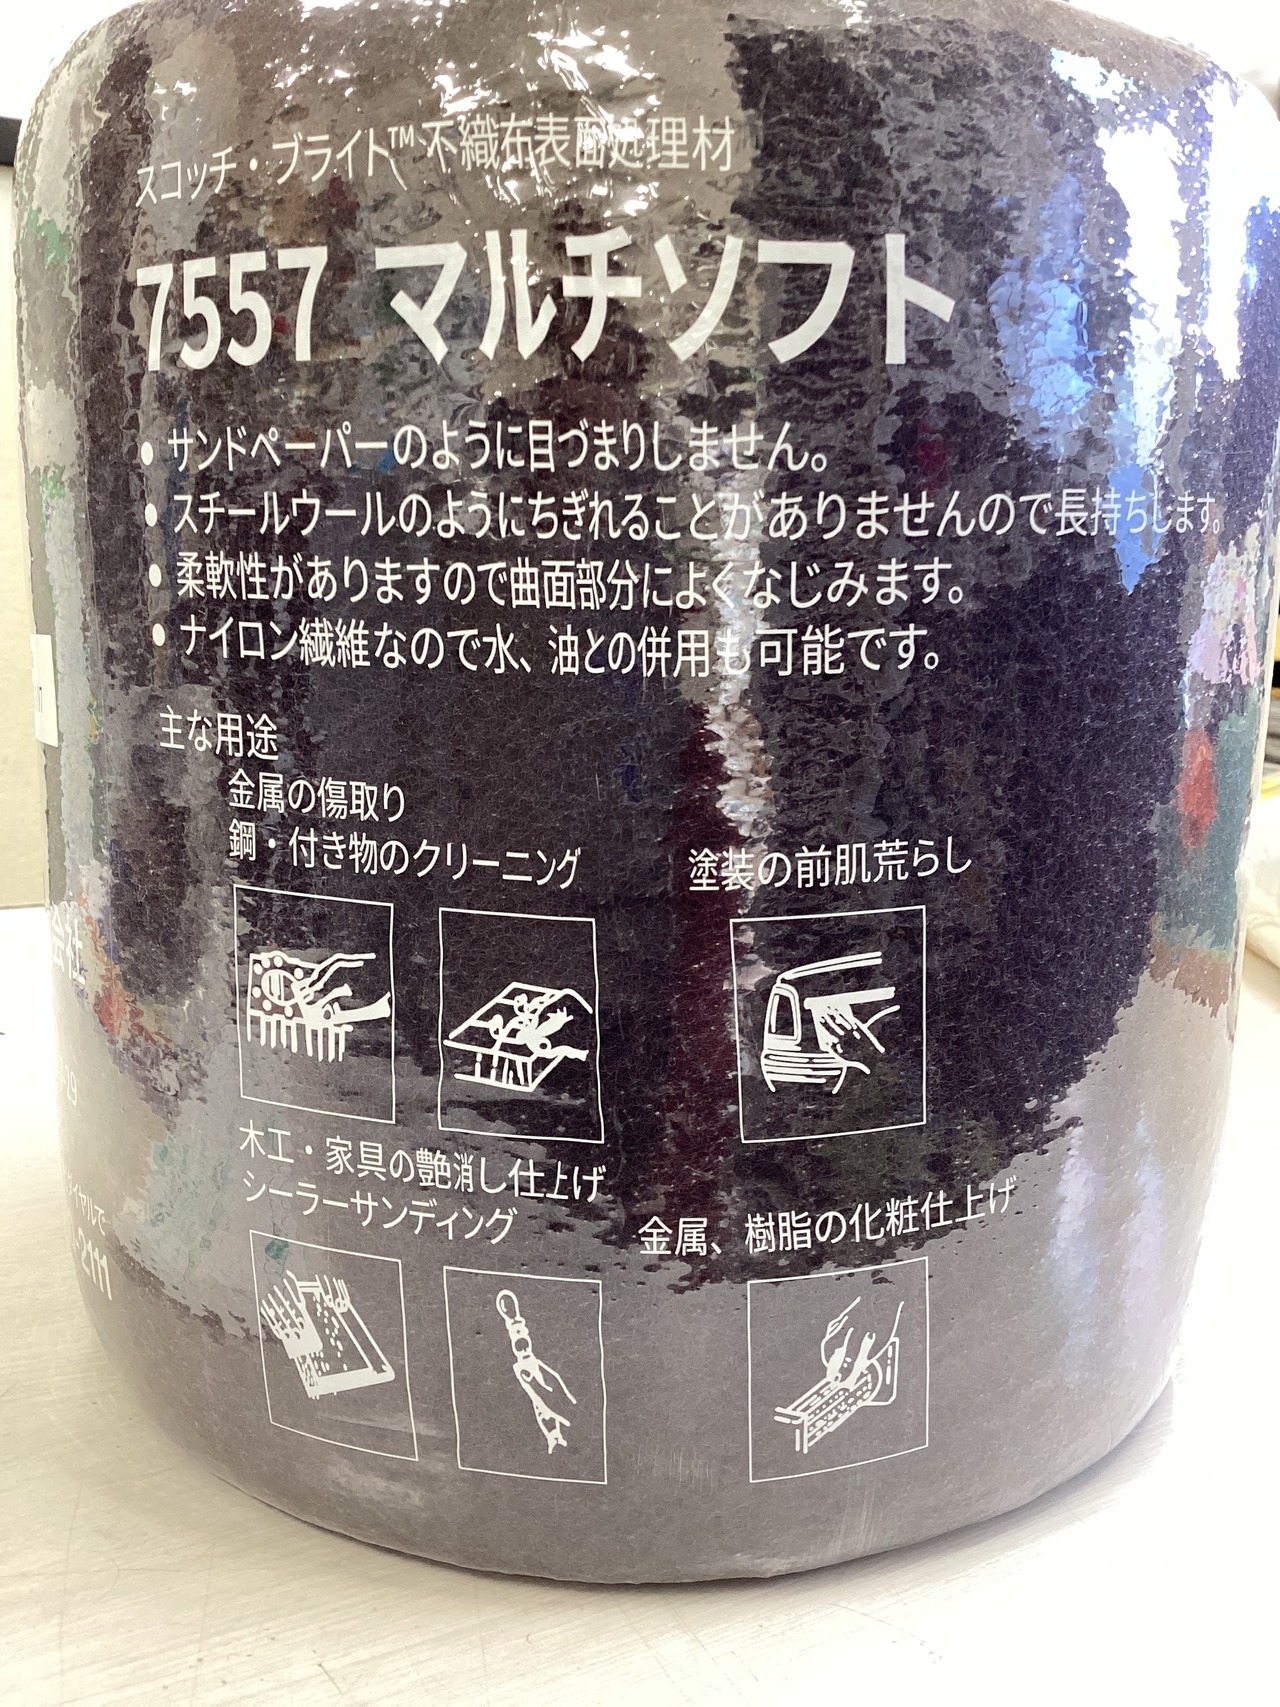 スコッチ・ブライト™ 不織布表面処理材
7557 マルチソフト
• サンドペーパーのように目づまりしません。
• スチールウールのようにちぎれることがありませんので長持ちします。
• 柔軟性がありますので曲面部分によくなじみます。
• ナイロン繊維なので水、油との併用も可能です。
主な用途
金属の傷取り
鋼・付き物のクリーニング
塗装の前肌荒らし
木工・家具の艶消し仕上げ
シーラーサンディング
金属、樹脂の化粧仕上げ
会社
29
イヤルで
2111